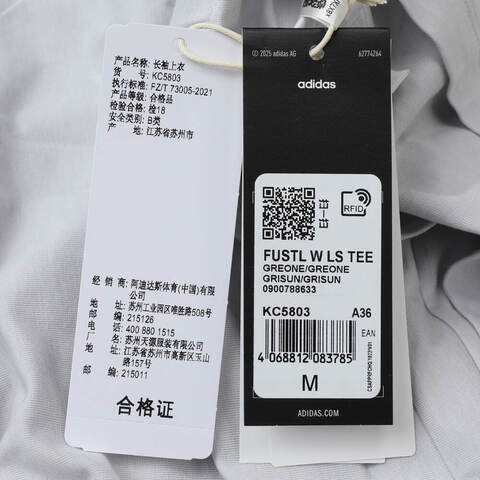 产品名称: 长袖上衣
货 号: KC5803
执行标准: FZ/T 73005-2021
产品等级: 合格品
检验合格: 检18
安全类别: B类
产 地: 江苏省苏州市
经 销 商: 阿迪达斯体育(中国)有限
公司
地 址: 苏州工业园区唯胜路508号
邮 编: 215126
电 话: 400 880 1515
苏州天源服装有限公司
江苏省苏州市高新区玉山
路157号
邮 编: 215011
合格证
© 2025 adidas AG
62774264
adidas
RFID
FUSTL W LS TEE
GREONE/GREONE
GRISUN/GRISUN
0900788633
KC5803 A36
EAN
4 068812 083785
M
ADIDAS.COM